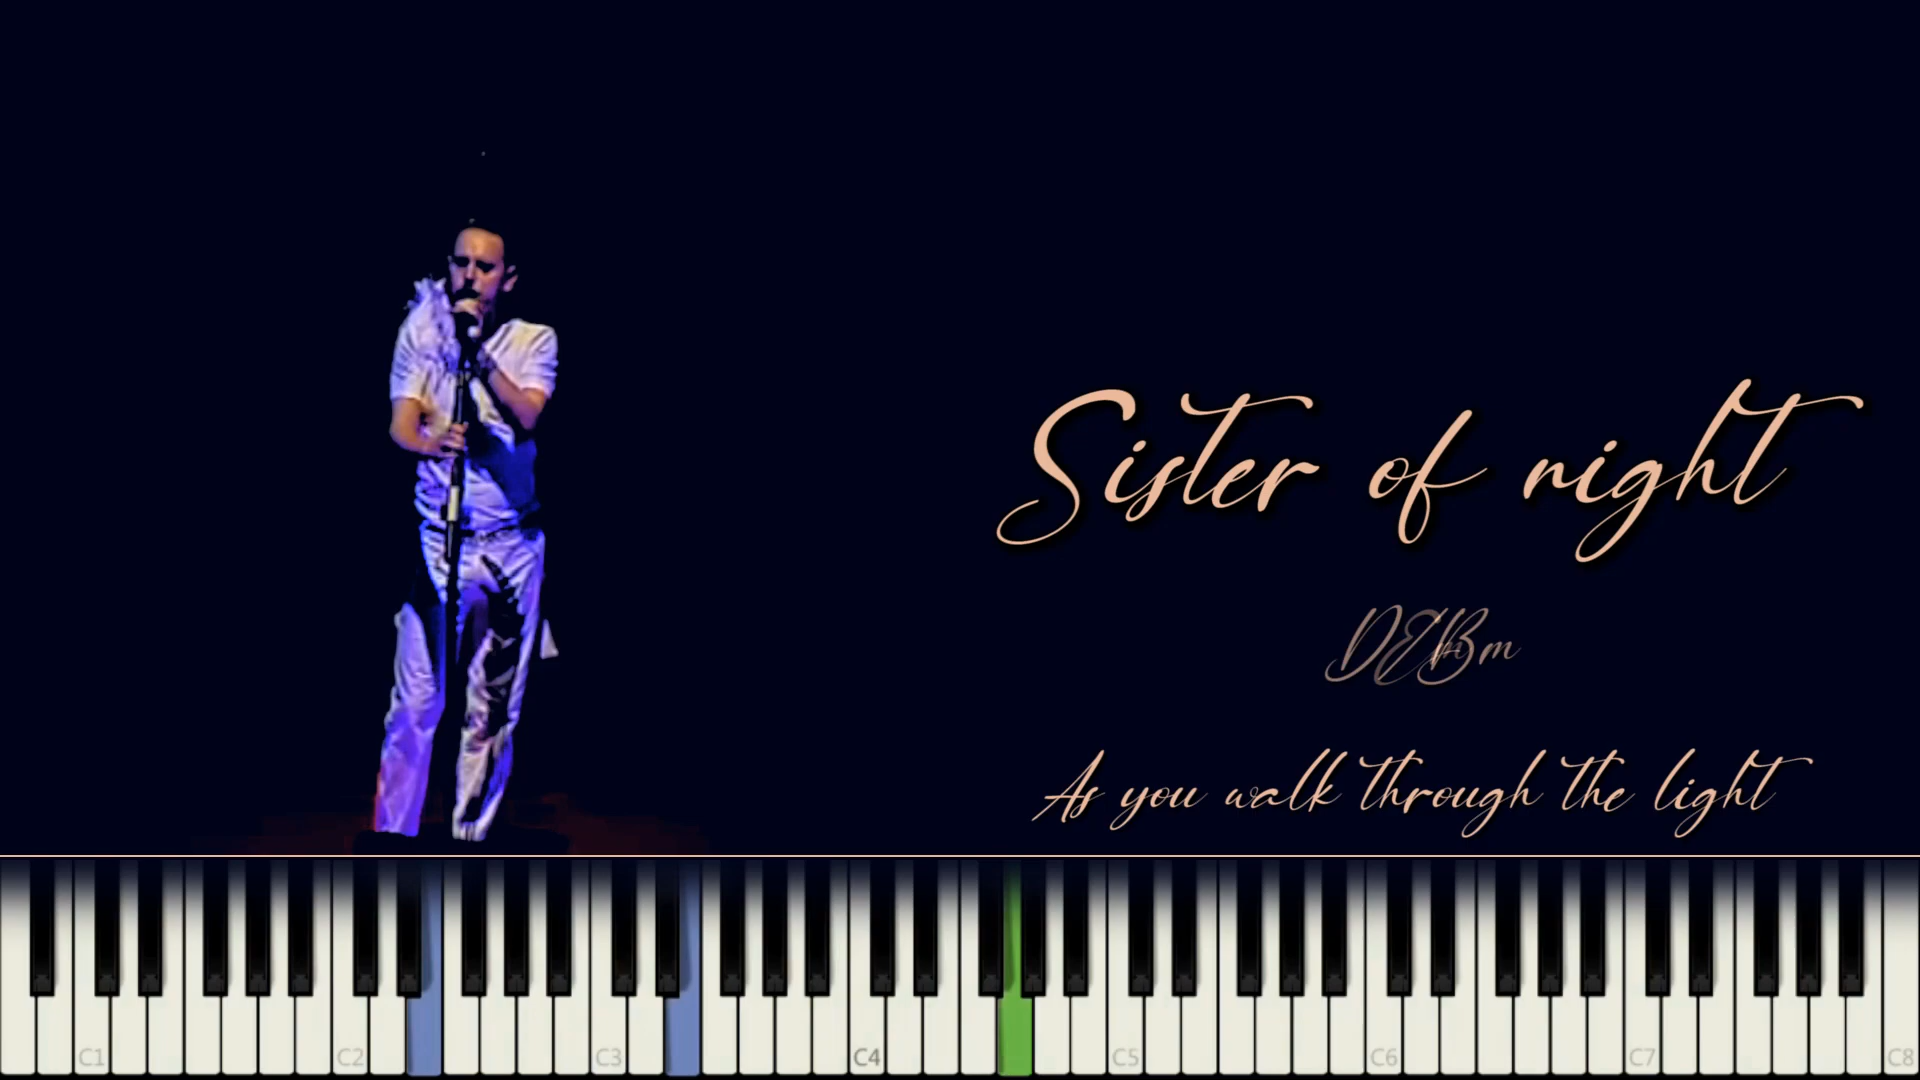 Sister of night
As you walk through the light
C1 C2 C3 C4 C5 C6 C7 C8